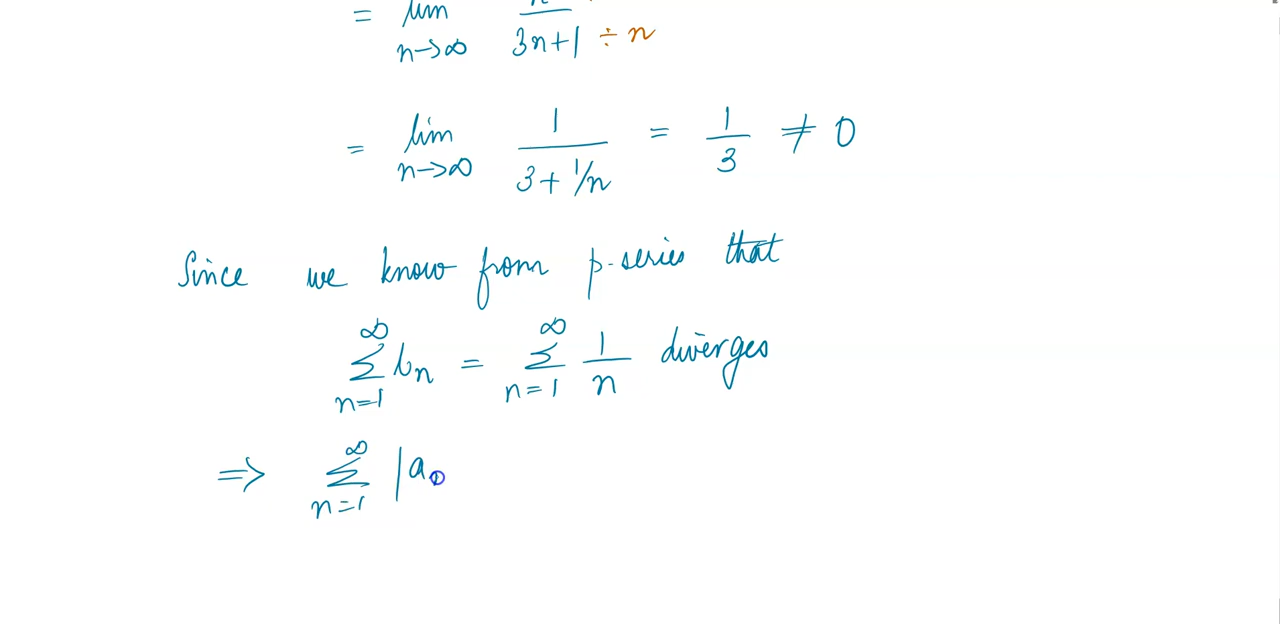 = lim n→∞ n/(3n+1) ÷ n
= lim n→∞ 1/(3 + 1/n) = 1/3 ≠ 0
Since we know from p-series that
∞ Σ n=1 bn = ∞ Σ n=1 1/n diverges
⇒ ∞ Σ n=1 |a